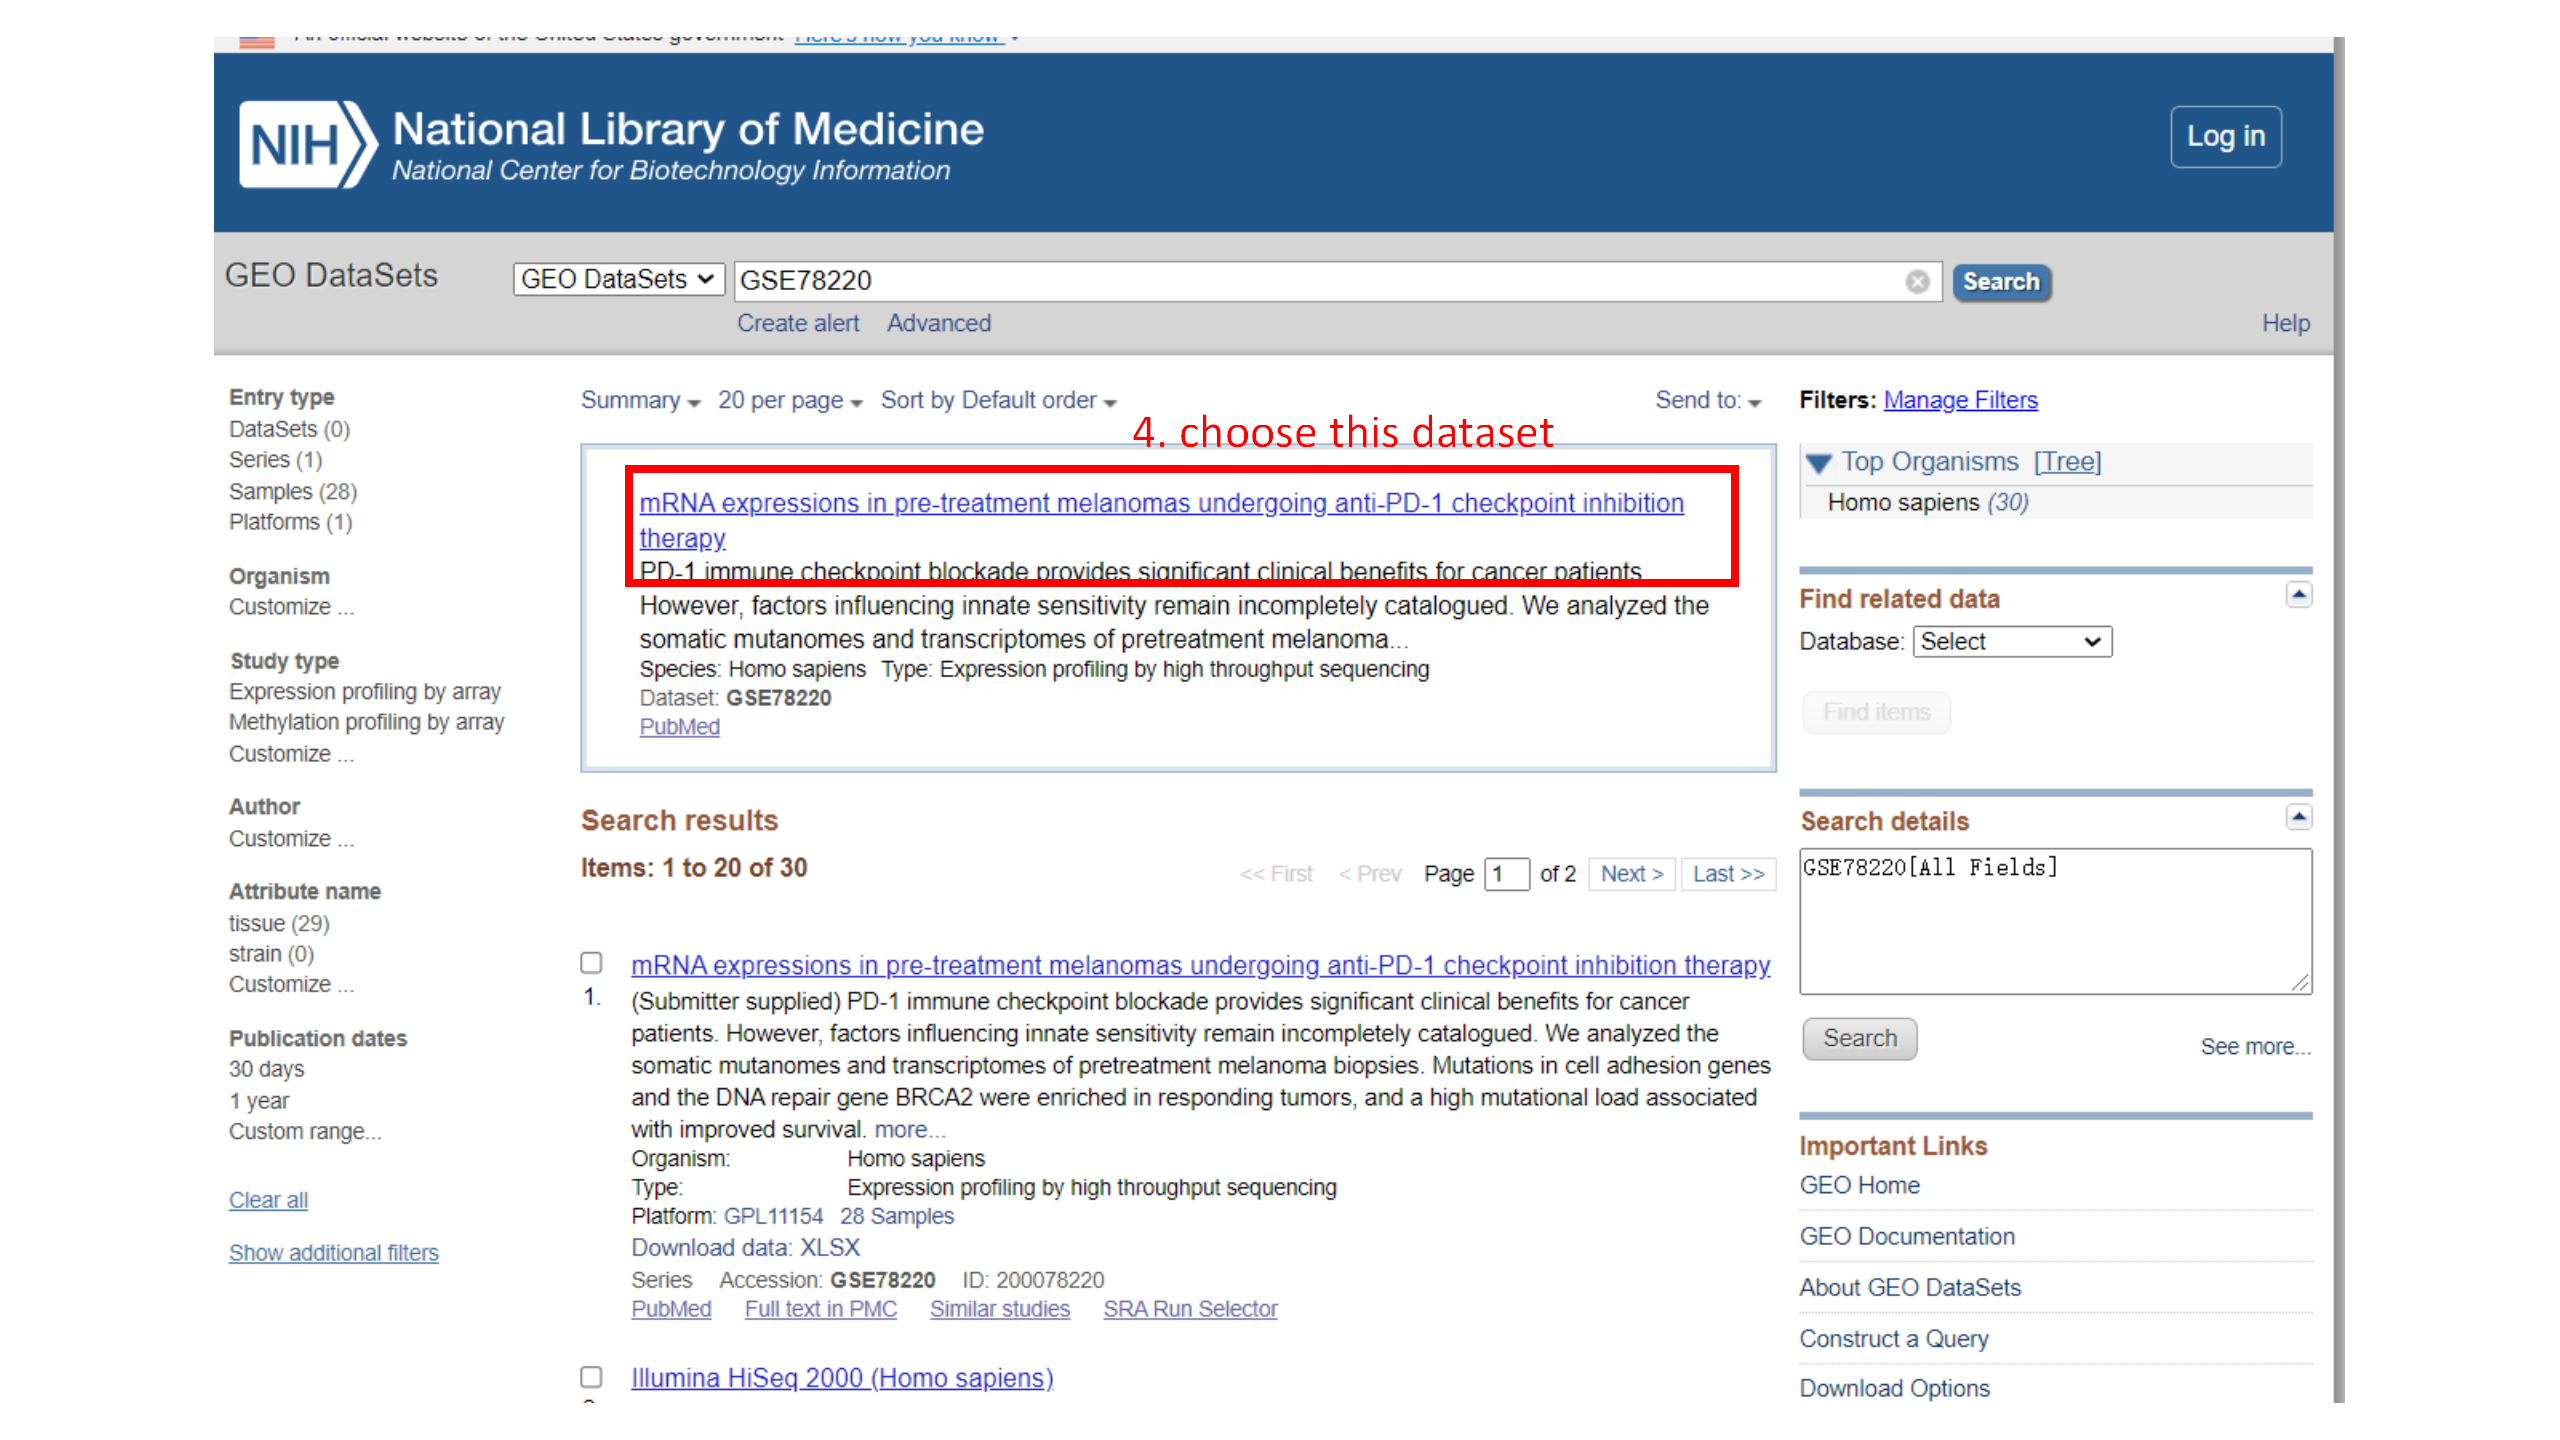 An official website of the United States government Here's how you know
NIH
National Library of Medicine
National Center for Biotechnology Information
Log in
GEO DataSets
GEO DataSets
GSE78220
Search
Create alert Advanced
Help
Entry type
DataSets (0)
Series (1)
Samples (28)
Platforms (1)
Organism
Customize ...
Study type
Expression profiling by array
Methylation profiling by array
Customize ...
Author
Customize ...
Attribute name
tissue (29)
strain (0)
Customize ...
Publication dates
30 days
1 year
Custom range...
Clear all
Show additional filters
Summary 20 per page Sort by Default order
Send to:
4. choose this dataset
mRNA expressions in pre-treatment melanomas undergoing anti-PD-1 checkpoint inhibition
therapy
PD-1 immune checkpoint blockade provides significant clinical benefits for cancer patients
However, factors influencing innate sensitivity remain incompletely catalogued. We analyzed the
somatic mutanomes and transcriptomes of pretreatment melanoma...
Species: Homo sapiens Type: Expression profiling by high throughput sequencing
Dataset: GSE78220
PubMed
Search results
Items: 1 to 20 of 30
<< First < Prev Page 1 of 2 Next > Last >>
mRNA expressions in pre-treatment melanomas undergoing anti-PD-1 checkpoint inhibition therapy
1. (Submitter supplied) PD-1 immune checkpoint blockade provides significant clinical benefits for cancer
patients. However, factors influencing innate sensitivity remain incompletely catalogued. We analyzed the
somatic mutanomes and transcriptomes of pretreatment melanoma biopsies. Mutations in cell adhesion genes
and the DNA repair gene BRCA2 were enriched in responding tumors, and a high mutational load associated
with improved survival. more...
Organism: Homo sapiens
Type: Expression profiling by high throughput sequencing
Platform: GPL11154 28 Samples
Download data: XLSX
Series Accession: GSE78220 ID: 200078220
PubMed Full text in PMC Similar studies SRA Run Selector
Illumina HiSeq 2000 (Homo sapiens)
Filters: Manage Filters
Top Organisms [Tree]
Homo sapiens (30)
Find related data
Database: Select
Find items
Search details
GSE78220[All Fields]
Search
See more...
Important Links
GEO Home
GEO Documentation
About GEO DataSets
Construct a Query
Download Options